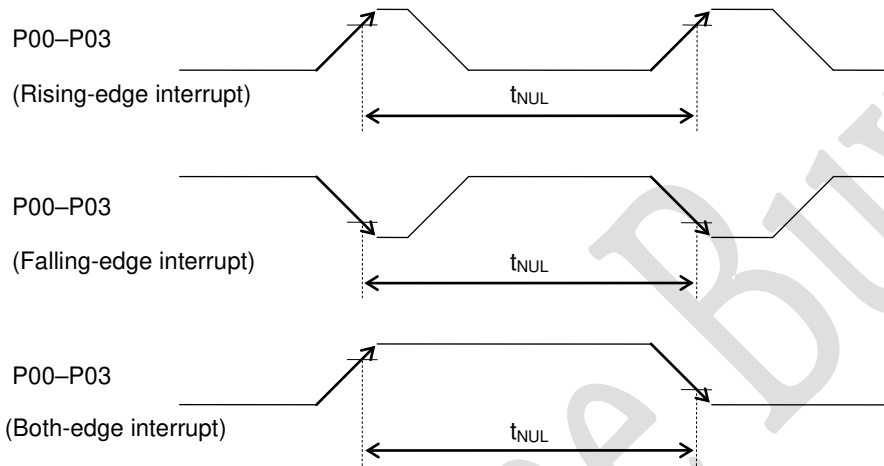 P00–P03
(Rising-edge interrupt)
tNUL
P00–P03
(Falling-edge interrupt)
tNUL
P00–P03
(Both-edge interrupt)
tNUL